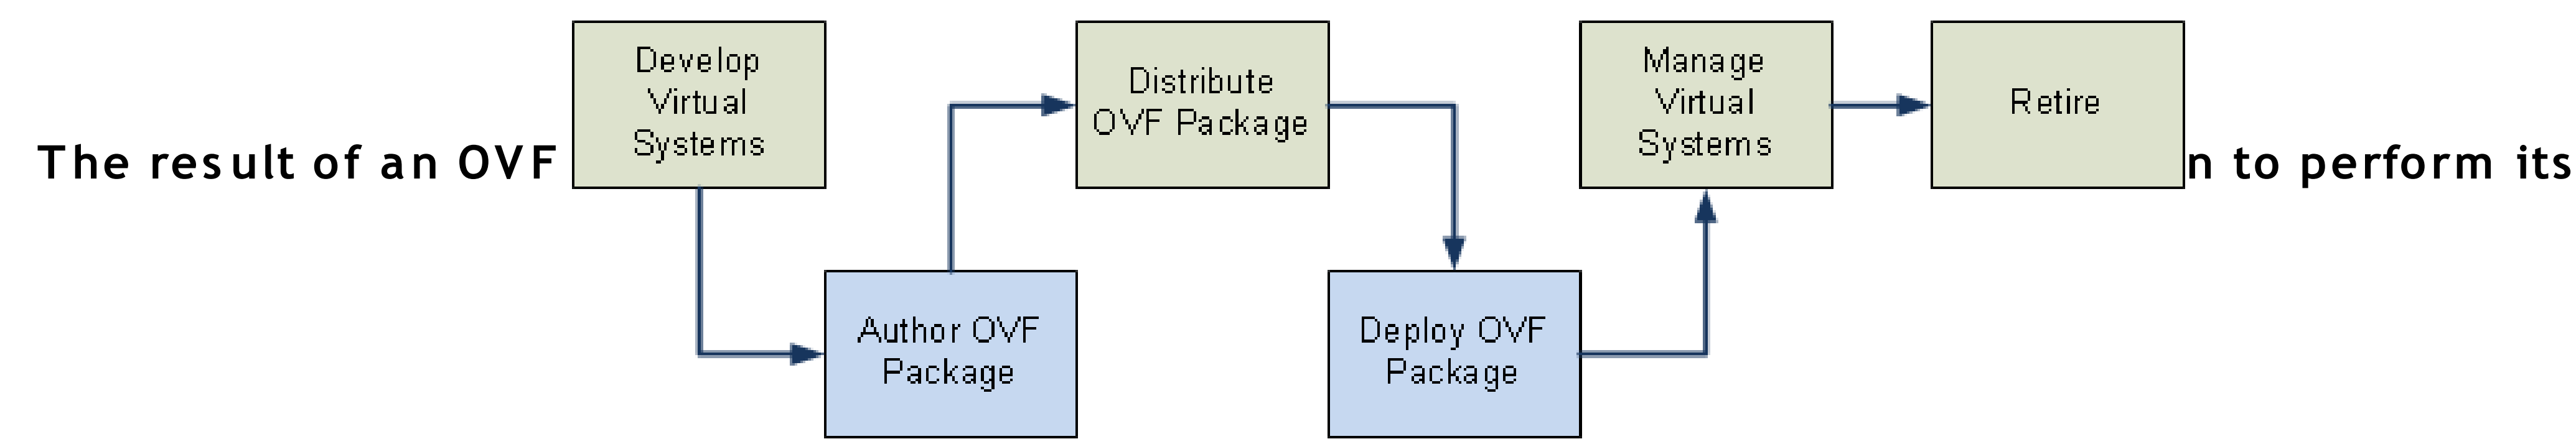 The result of an OVF
Develop
Virtual
Systems
Author OVF
Package
Distribute
OVF Package
Deploy OVF
Package
Manage
Virtual
Systems
Retire
n to perform its